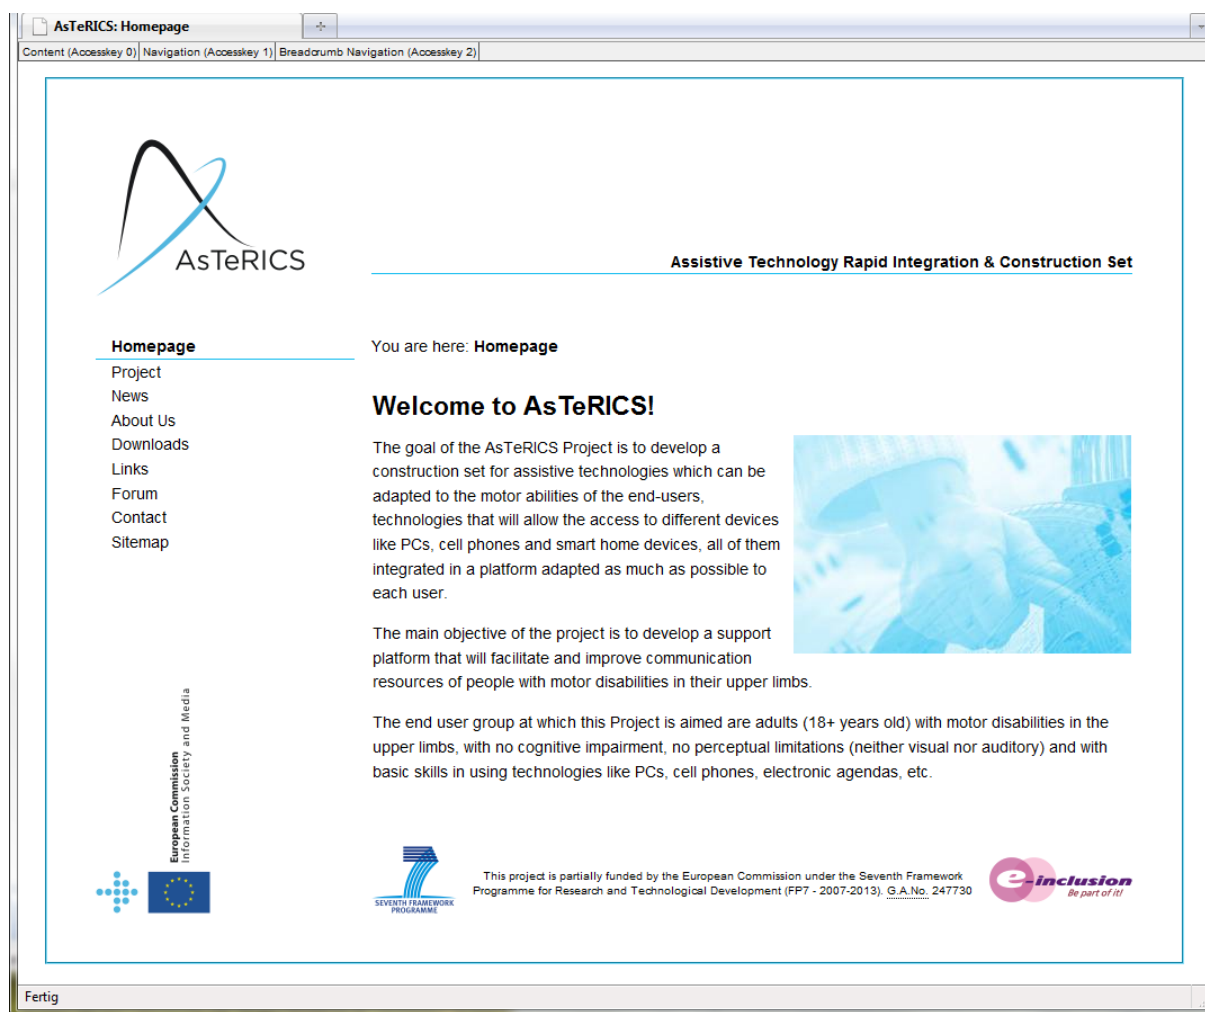 AsTeRICS: Homepage
Content (Accesskey 0) Navigation (Accesskey 1) Breadcrumb Navigation (Accesskey 2)
AsTeRICS
Assistive Technology Rapid Integration & Construction Set
Homepage
Project
News
About Us
Downloads
Links
Forum
Contact
Sitemap
You are here: Homepage
Welcome to AsTeRICS!
The goal of the AsTeRICS Project is to develop a
construction set for assistive technologies which can be
adapted to the motor abilities of the end-users,
technologies that will allow the access to different devices
like PCs, cell phones and smart home devices, all of them
integrated in a platform adapted as much as possible to
each user.
The main objective of the project is to develop a support
platform that will facilitate and improve communication
resources of people with motor disabilities in their upper limbs.
The end user group at which this Project is aimed are adults (18+ years old) with motor disabilities in the
upper limbs, with no cognitive impairment, no perceptual limitations (neither visual nor auditory) and with
basic skills in using technologies like PCs, cell phones, electronic agendas, etc.
European Commission
Information Society and Media
SEVENTH FRAMEWORK
PROGRAMME
This project is partially funded by the European Commission under the Seventh Framework
Programme for Research and Technological Development (FP7 - 2007-2013). G.A.No. 247730
e-inclusion
Be part of it!
Fertig